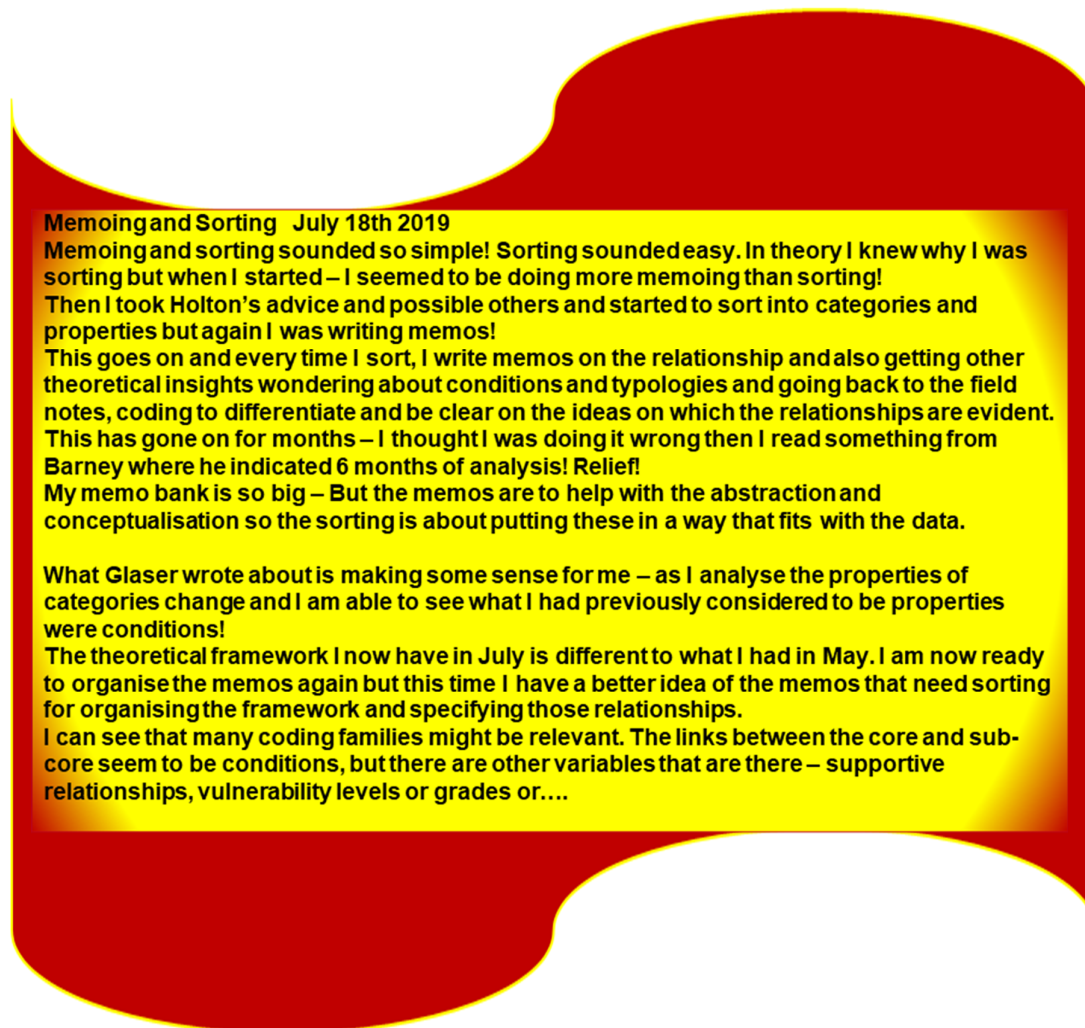 Memoing and Sorting July 18th 2019
Memoing and sorting sounded so simple! Sorting sounded easy. In theory I knew why I was
sorting but when I started – I seemed to be doing more memoing than sorting!
Then I took Holton's advice and possible others and started to sort into categories and
properties but again I was writing memos!
This goes on and every time I sort, I write memos on the relationship and also getting other
theoretical insights wondering about conditions and typologies and going back to the field
notes, coding to differentiate and be clear on the ideas on which the relationships are evident.
This has gone on for months – I thought I was doing it wrong then I read something from
Barney where he indicated 6 months of analysis! Relief!
My memo bank is so big – But the memos are to help with the abstraction and
conceptualisation so the sorting is about putting these in a way that fits with the data.
What Glaser wrote about is making some sense for me – as I analyse the properties of
categories change and I am able to see what I had previously considered to be properties
were conditions!
The theoretical framework I now have in July is different to what I had in May. I am now ready
to organise the memos again but this time I have a better idea of the memos that need sorting
for organising the framework and specifying those relationships.
I can see that many coding families might be relevant. The links between the core and sub-
core seem to be conditions, but there are other variables that are there – supportive
relationships, vulnerability levels or grades or….